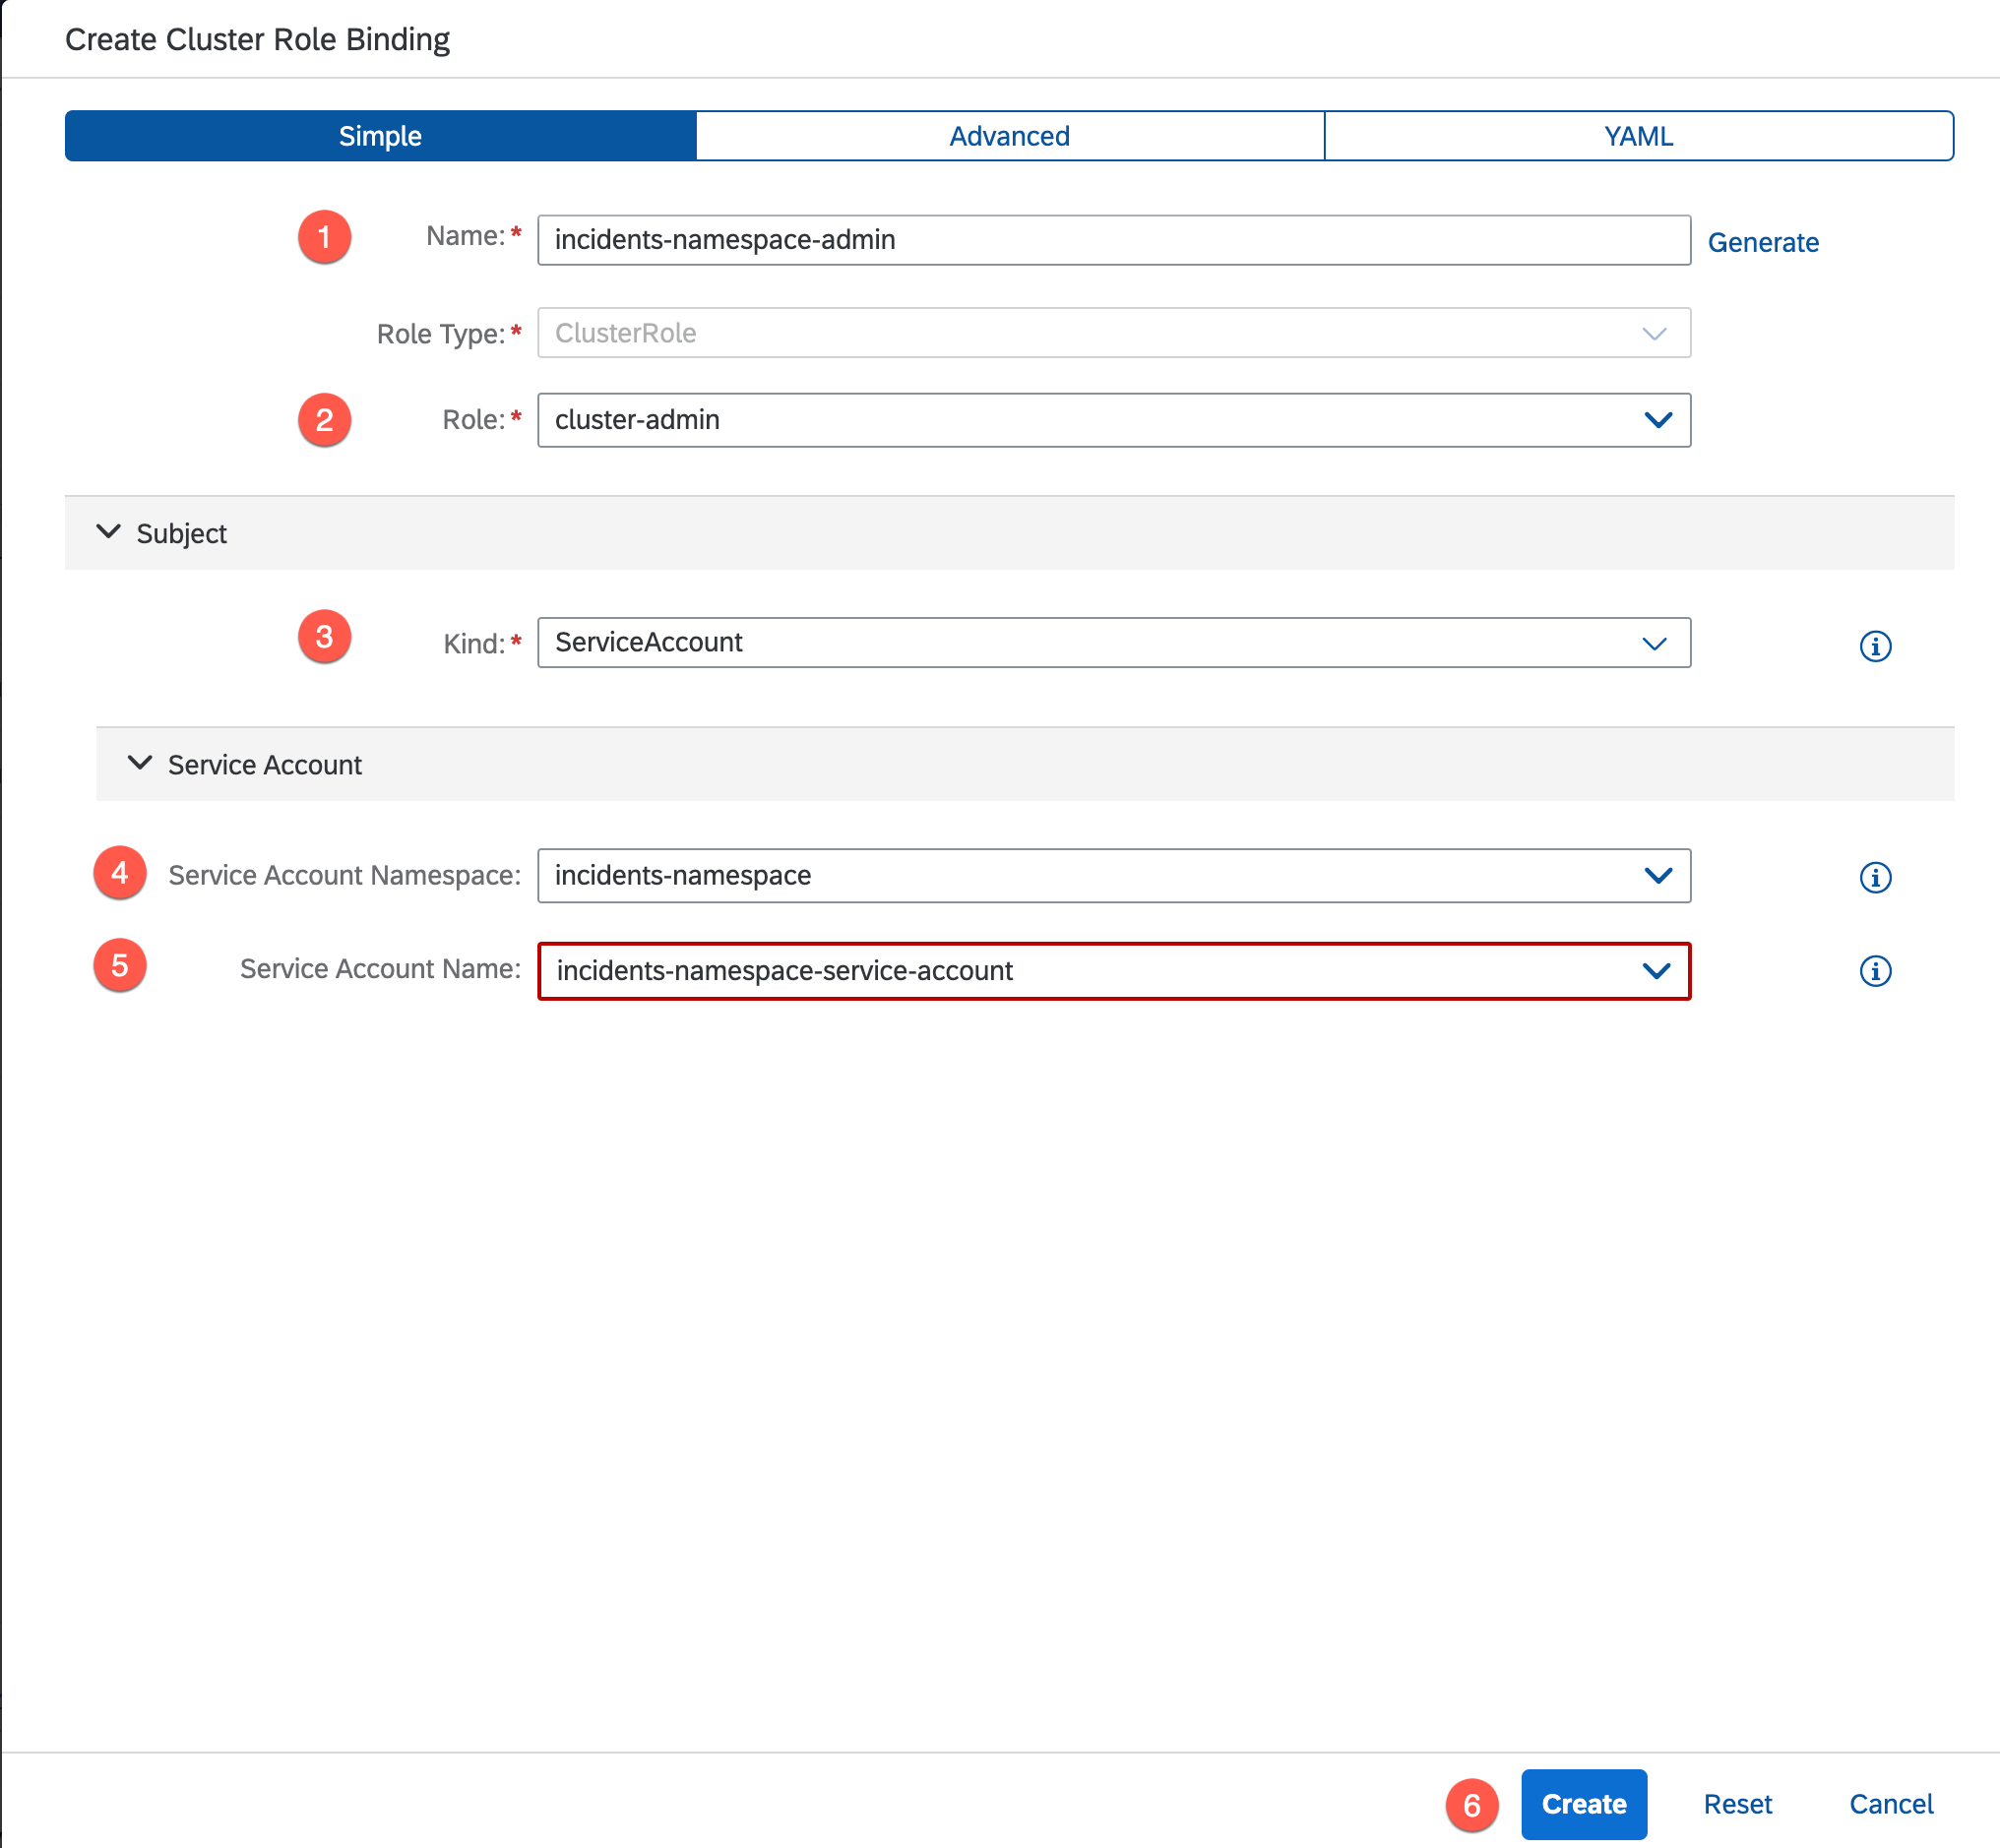 Create Cluster Role Binding
Simple Advanced YAML
1 Name:* incidents-namespace-admin Generate
Role Type:* ClusterRole
2 Role:* cluster-admin
Subject
3 Kind:* ServiceAccount
Service Account
4 Service Account Namespace: incidents-namespace
5 Service Account Name: incidents-namespace-service-account
6 Create Reset Cancel